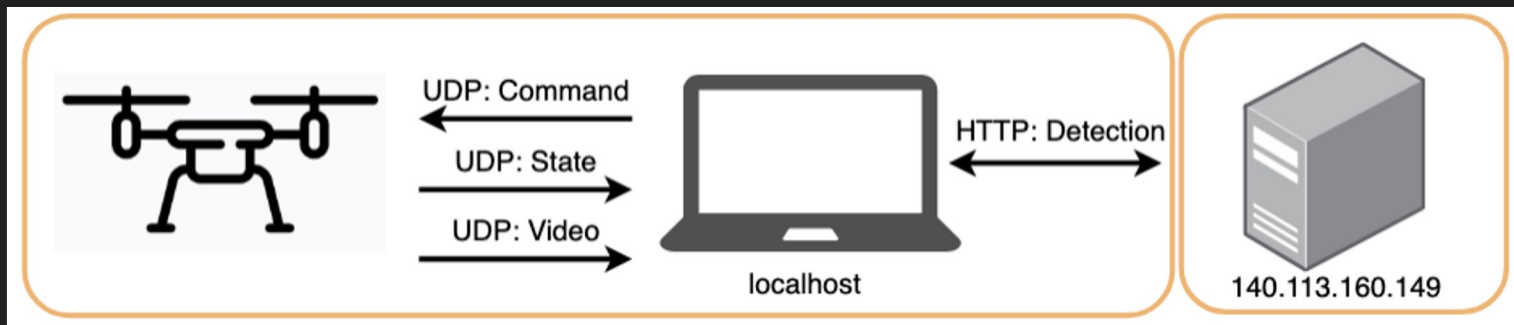 UDP: Command
UDP: State
UDP: Video
localhost
HTTP: Detection
140.113.160.149